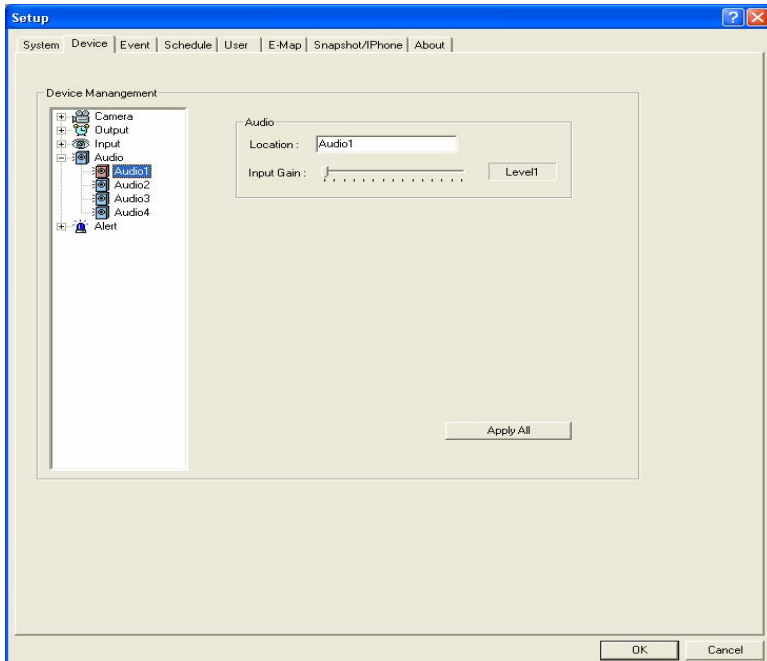 Setup
System Device Event Schedule User E-Map Snapshot/IPhone About
Device Manangement
Camera
Output
Input
Audio
Audio1
Audio2
Audio3
Audio4
Alert
Audio
Location : Audio1
Input Gain : Level1
Apply All
OK Cancel